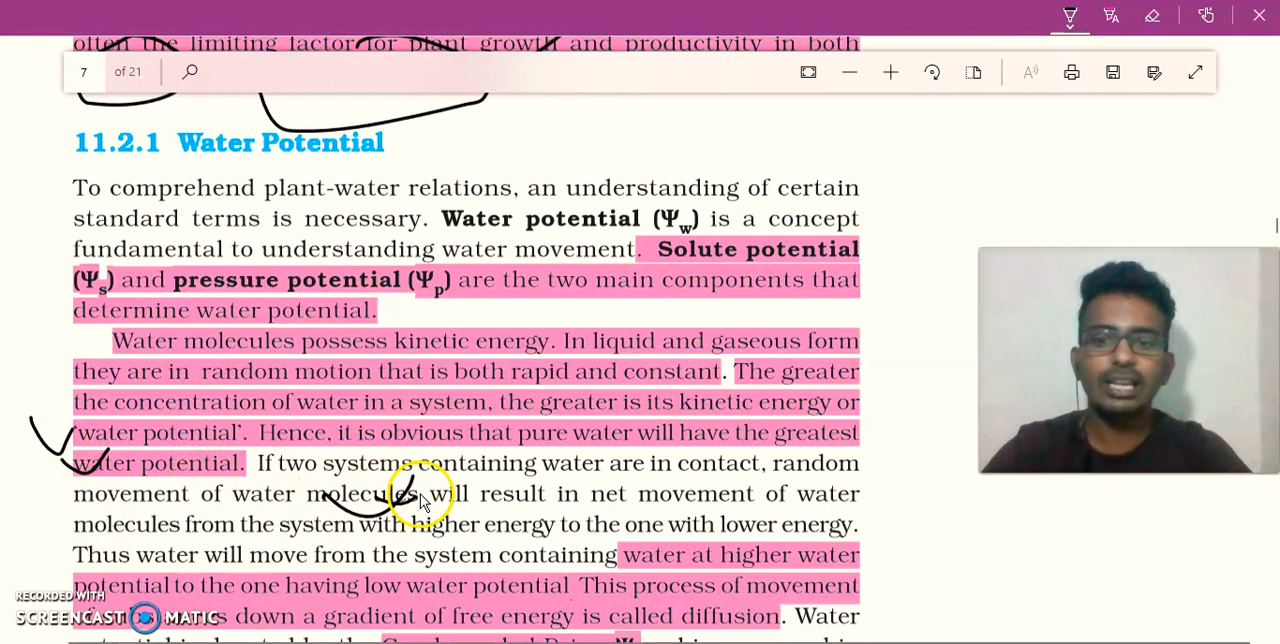 often the limiting factor for plant growth and productivity in both
7 of 21
11.2.1 Water Potential
To comprehend plant-water relations, an understanding of certain
standard terms is necessary. Water potential (Ψw) is a concept
fundamental to understanding water movement. Solute potential
(Ψs) and pressure potential (Ψp) are the two main components that
determine water potential.
Water molecules possess kinetic energy. In liquid and gaseous form
they are in random motion that is both rapid and constant. The greater
the concentration of water in a system, the greater is its kinetic energy or
'water potential'. Hence, it is obvious that pure water will have the greatest
water potential. If two systems containing water are in contact, random
movement of water molecules will result in net movement of water
molecules from the system with higher energy to the one with lower energy.
Thus water will move from the system containing water at higher water
potential to the one having low water potential This process of movement
RECORDED WITH
SCREENCAST MATIC
down a gradient of free energy is called diffusion. Water